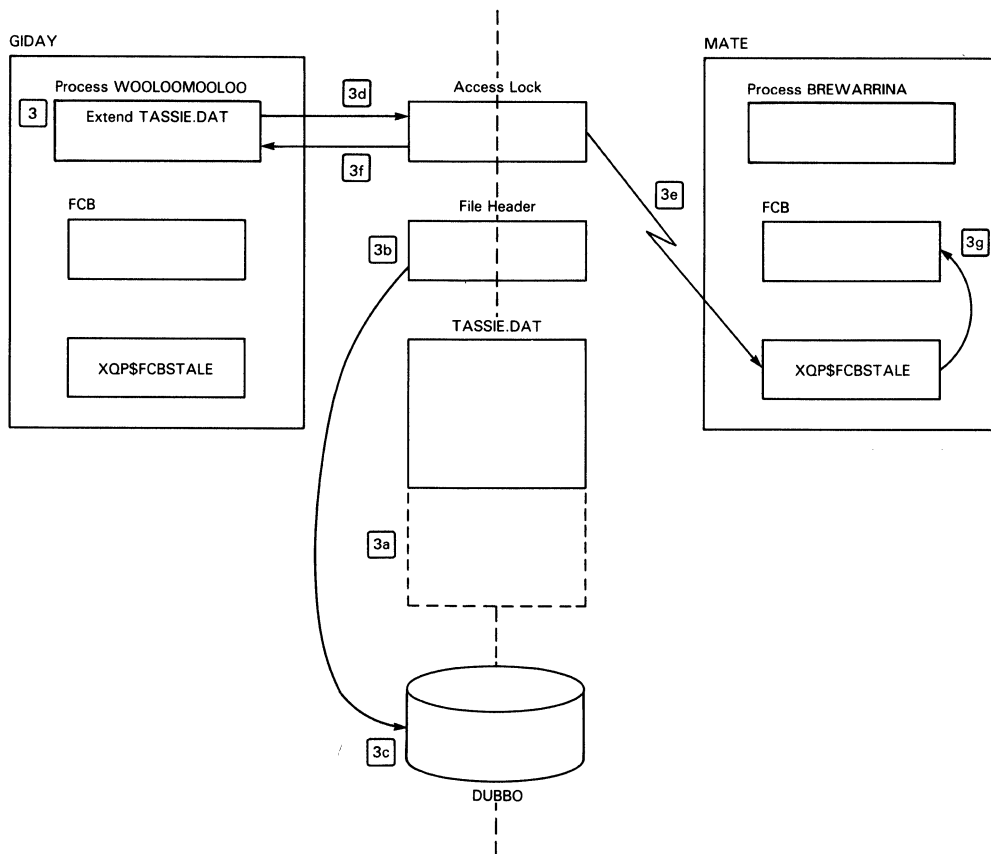 GIDAY
MATE
Process WOOLOOMOOLOO
3d
Access Lock
Process BREWARRINA
3
Extend TASSIE.DAT
3f
3e
FCB
File Header
FCB
3b
3g
TASSIE.DAT
XQP$FCBSTALE
XQP$FCBSTALE
3a
3c
DUBBO